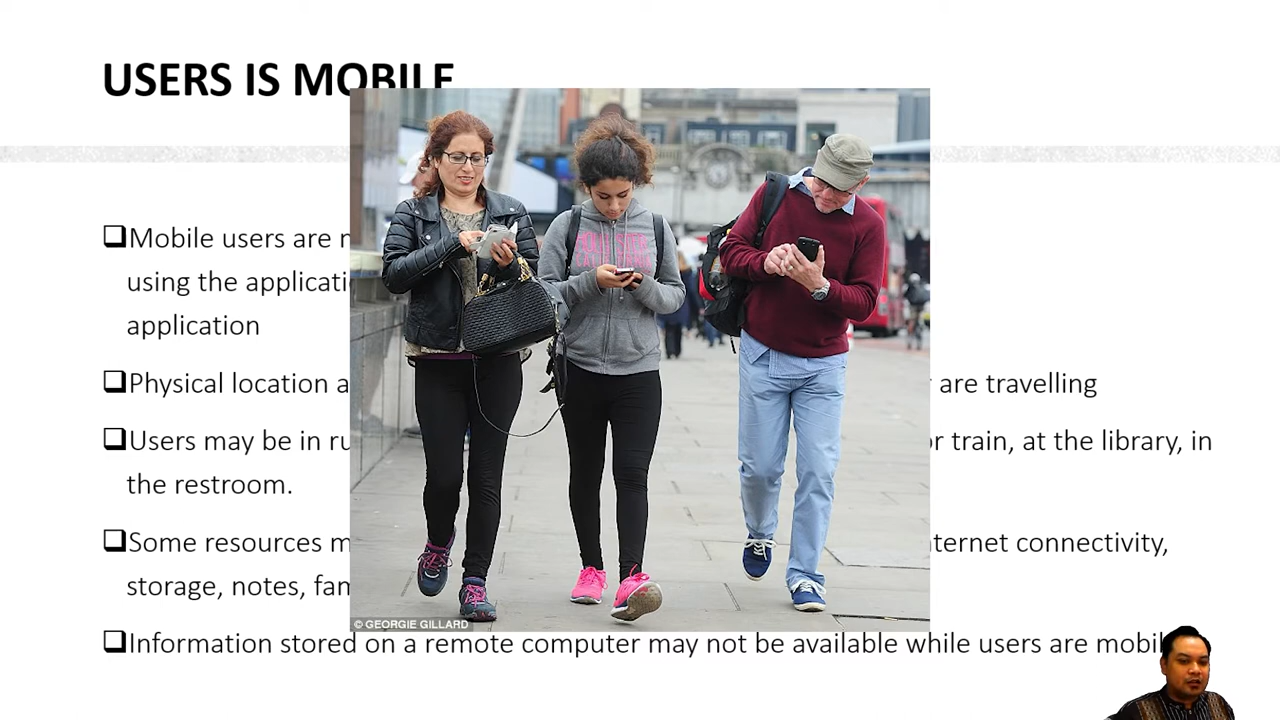 USERS IS MOBILE
❑Mobile users are
using the applicati
application
❑Physical location a are travelling
❑Users may be in ru or train, at the library, in
the restroom.
❑Some resources m nternet connectivity,
storage, notes, fam
© GEORGIE GILLARD
❑Information stored on a remote computer may not be available while users are mobil